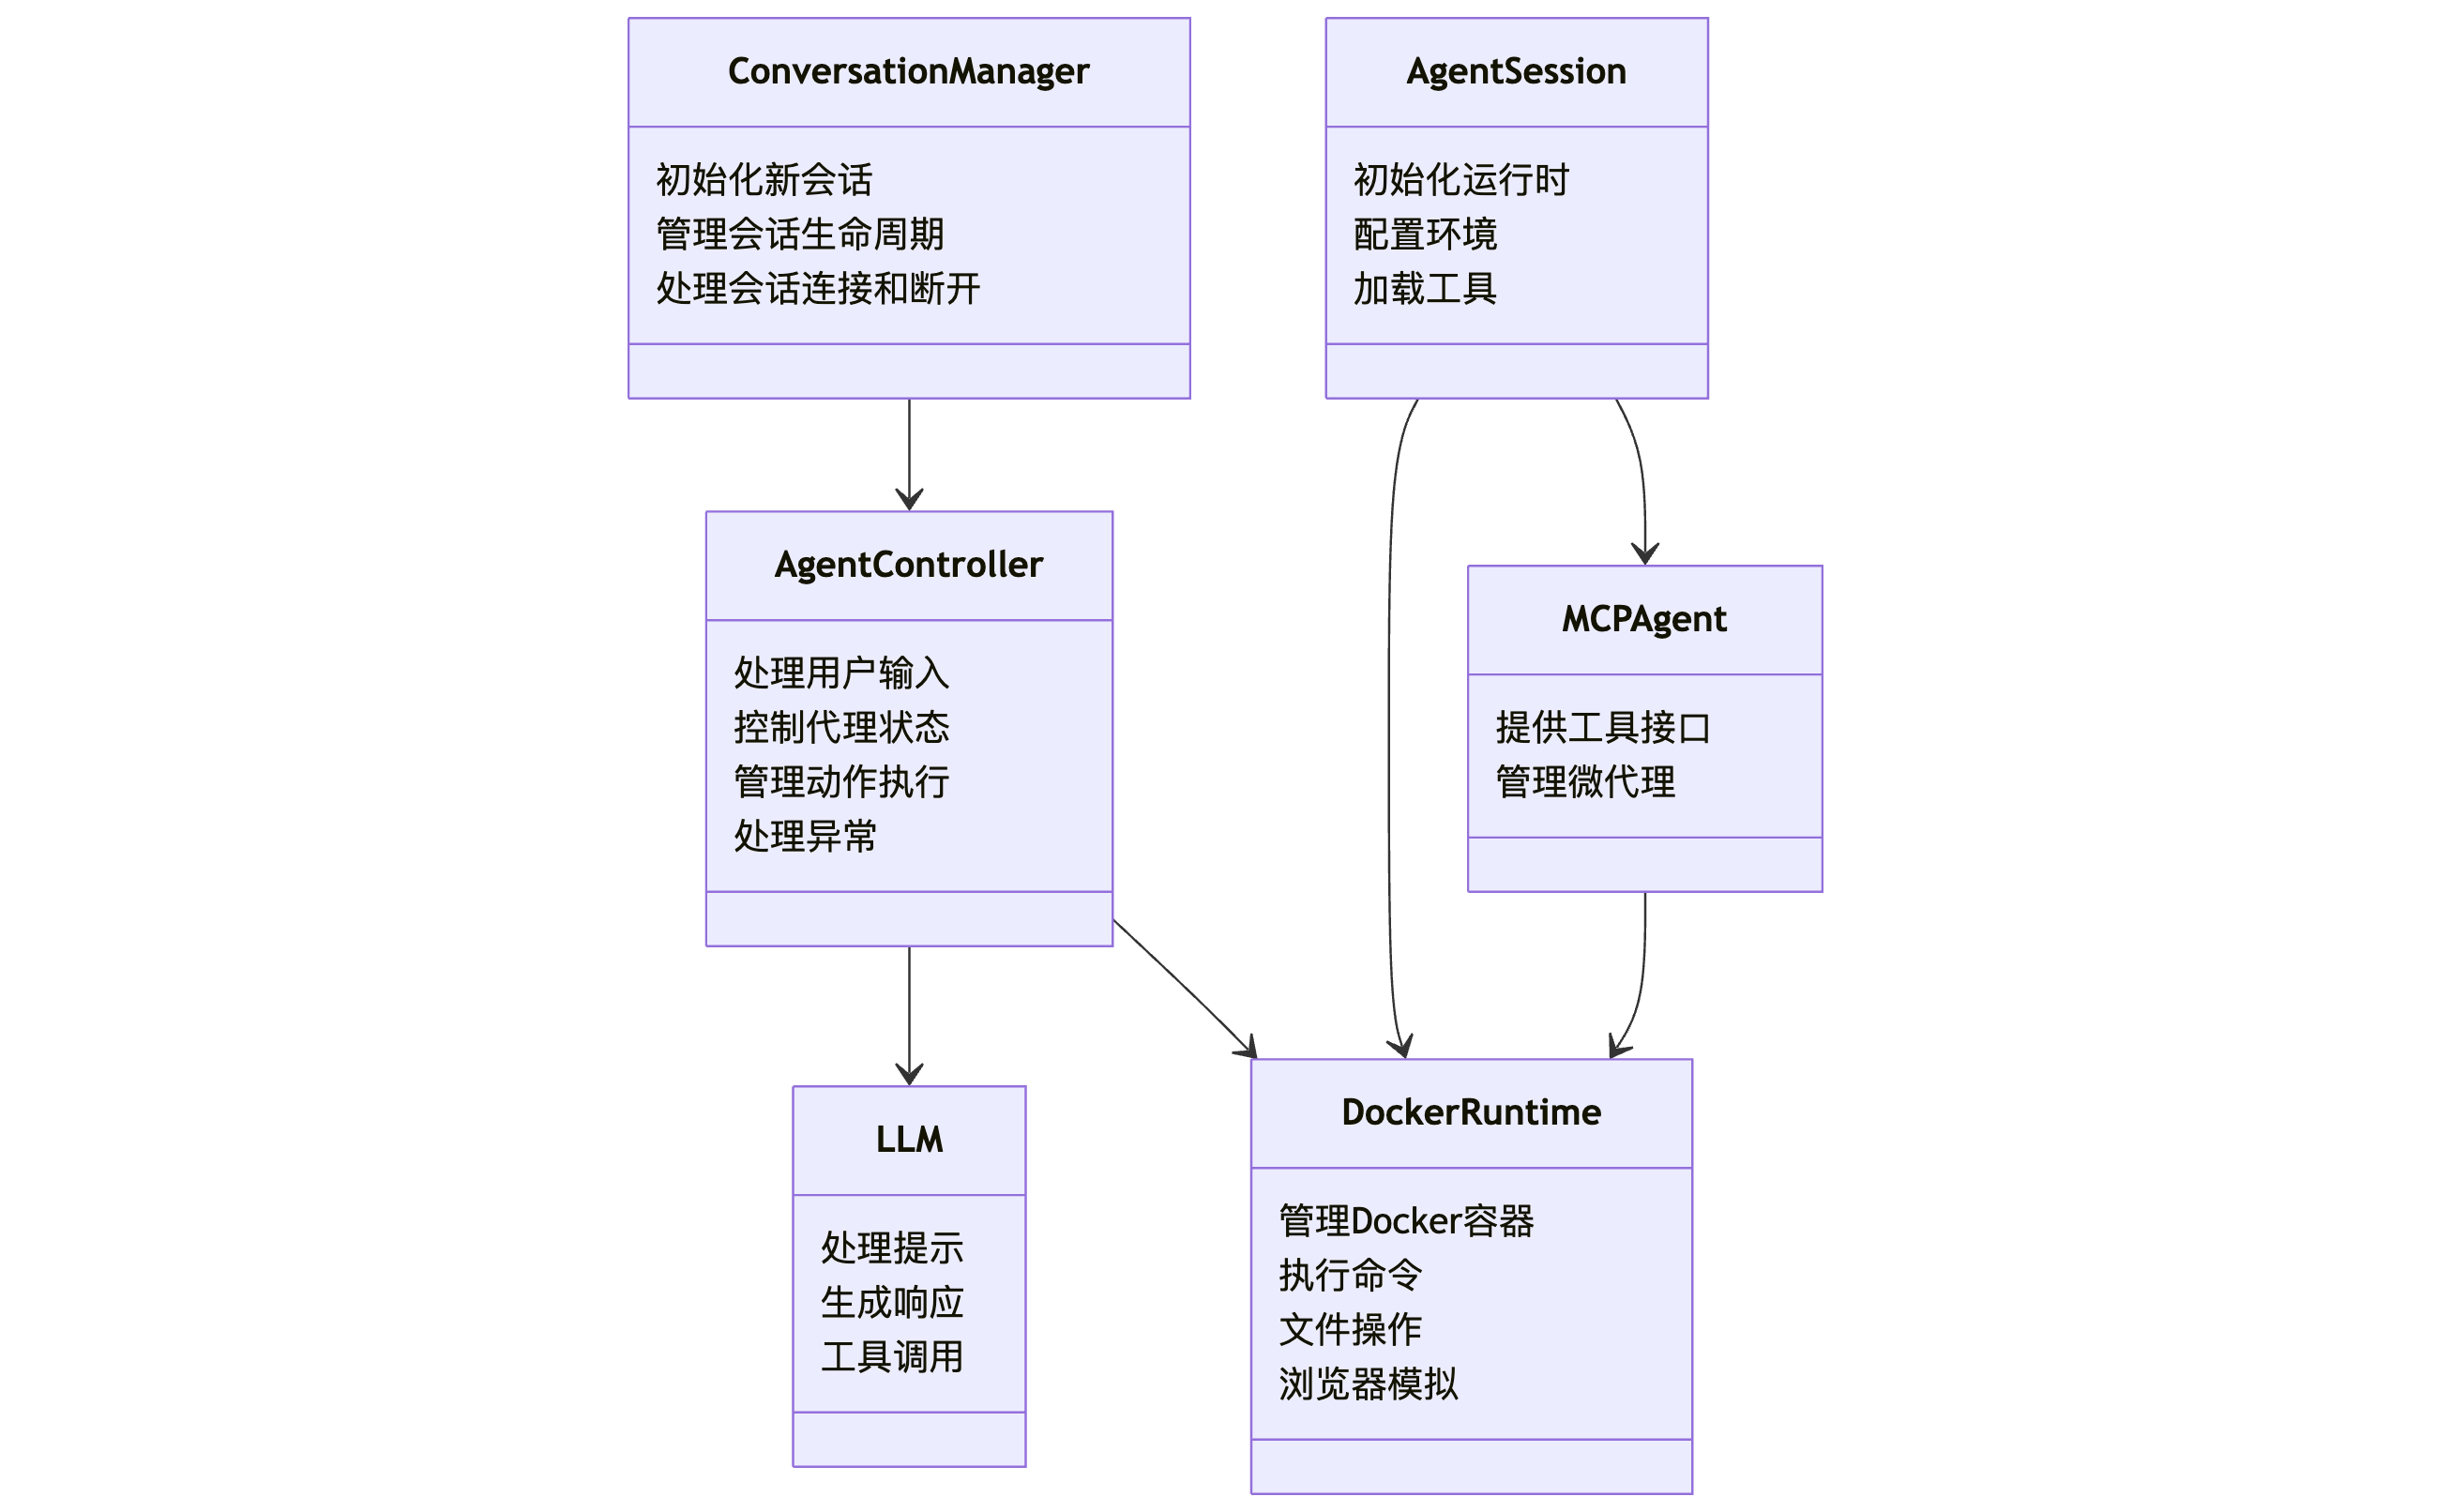 ConversationManager
初始化新会话
管理会话生命周期
处理会话连接和断开
AgentSession
初始化运行时
配置环境
加载工具
AgentController
处理用户输入
控制代理状态
管理动作执行
处理异常
MCPAgent
提供工具接口
管理微代理
LLM
处理提示
生成响应
工具调用
DockerRuntime
管理Docker容器
执行命令
文件操作
浏览器模拟